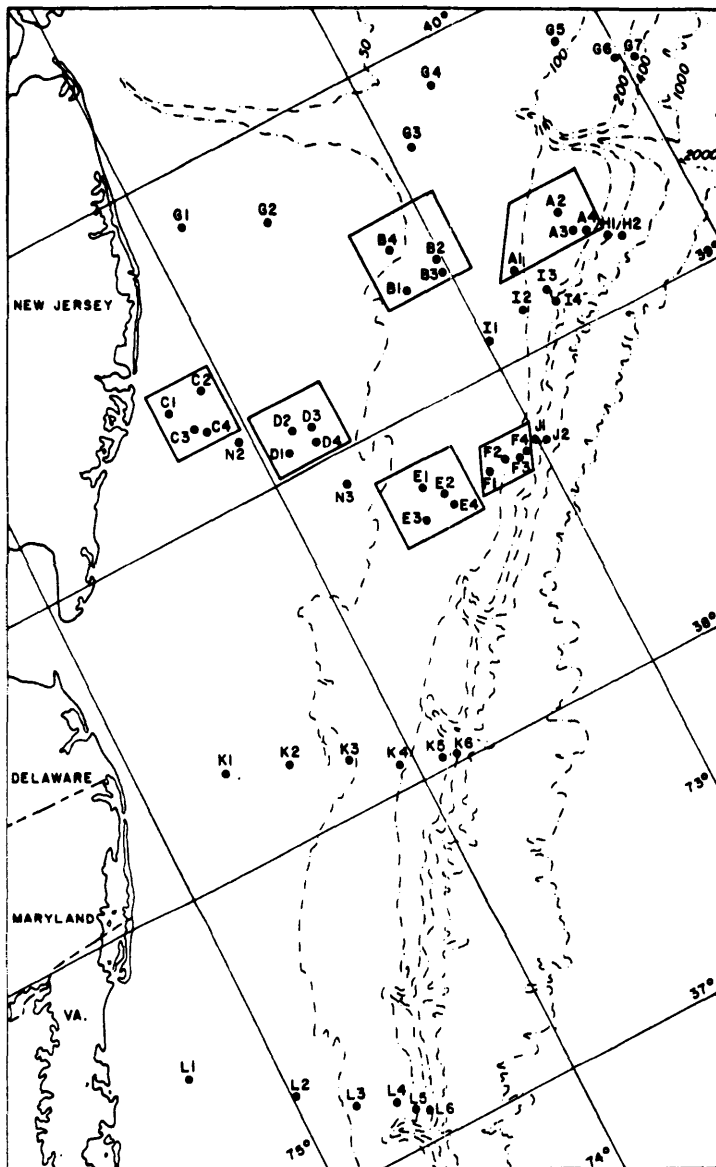 40°
50
G4
G3
G5
G6
G7
100
200
400
1000
2000
G1
G2
A2
A3
A4
H1/H2
39°
B4
B2
B3
B1
A1
I3
I2
I4
I1
NEW JERSEY
C2
C1
C3
C4
N2
D2
D3
D1
D4
J1
J2
F4
F2
F3
F1
N3
E1
E2
E4
E3
38°
K1
K2
K3
K4
K5
K6
73°
DELAWARE
MARYLAND
VA.
37°
L1
L2
L3
L4
L5
L6
75°
74°